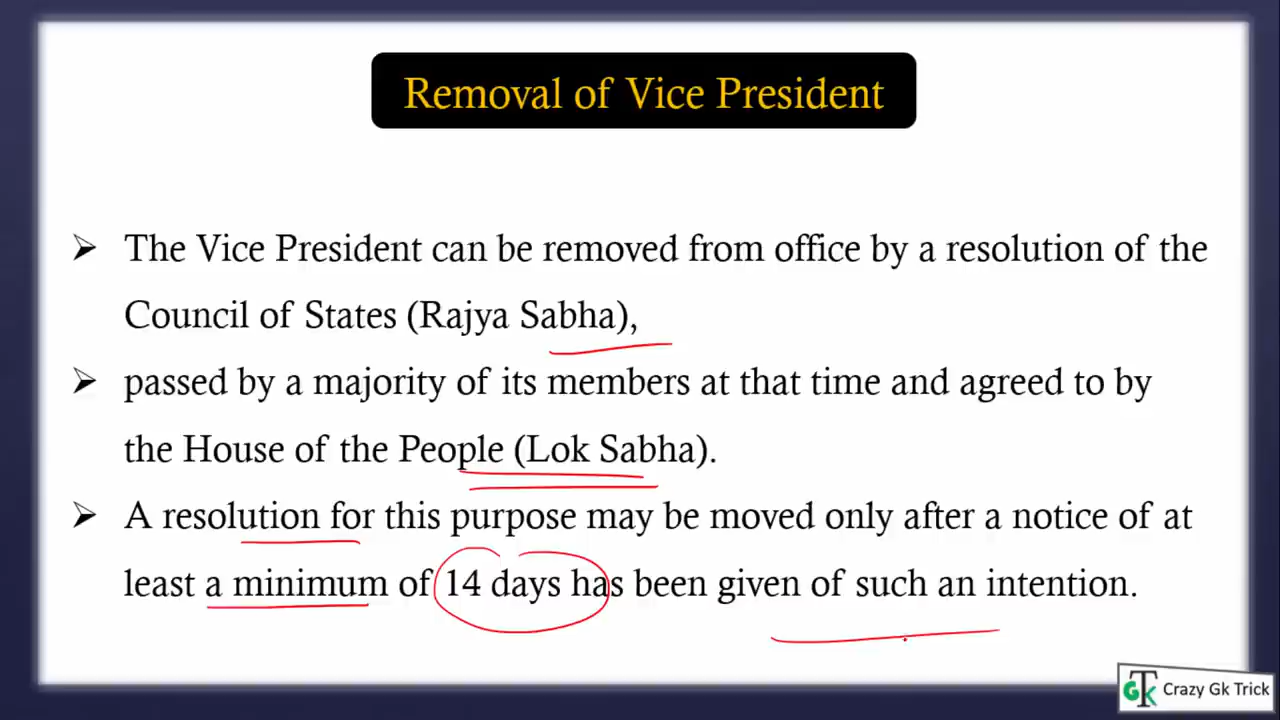 Removal of Vice President
➢ The Vice President can be removed from office by a resolution of the
Council of States (Rajya Sabha),
➢ passed by a majority of its members at that time and agreed to by
the House of the People (Lok Sabha).
➢ A resolution for this purpose may be moved only after a notice of at
least a minimum of 14 days has been given of such an intention.
GTK Crazy Gk Trick